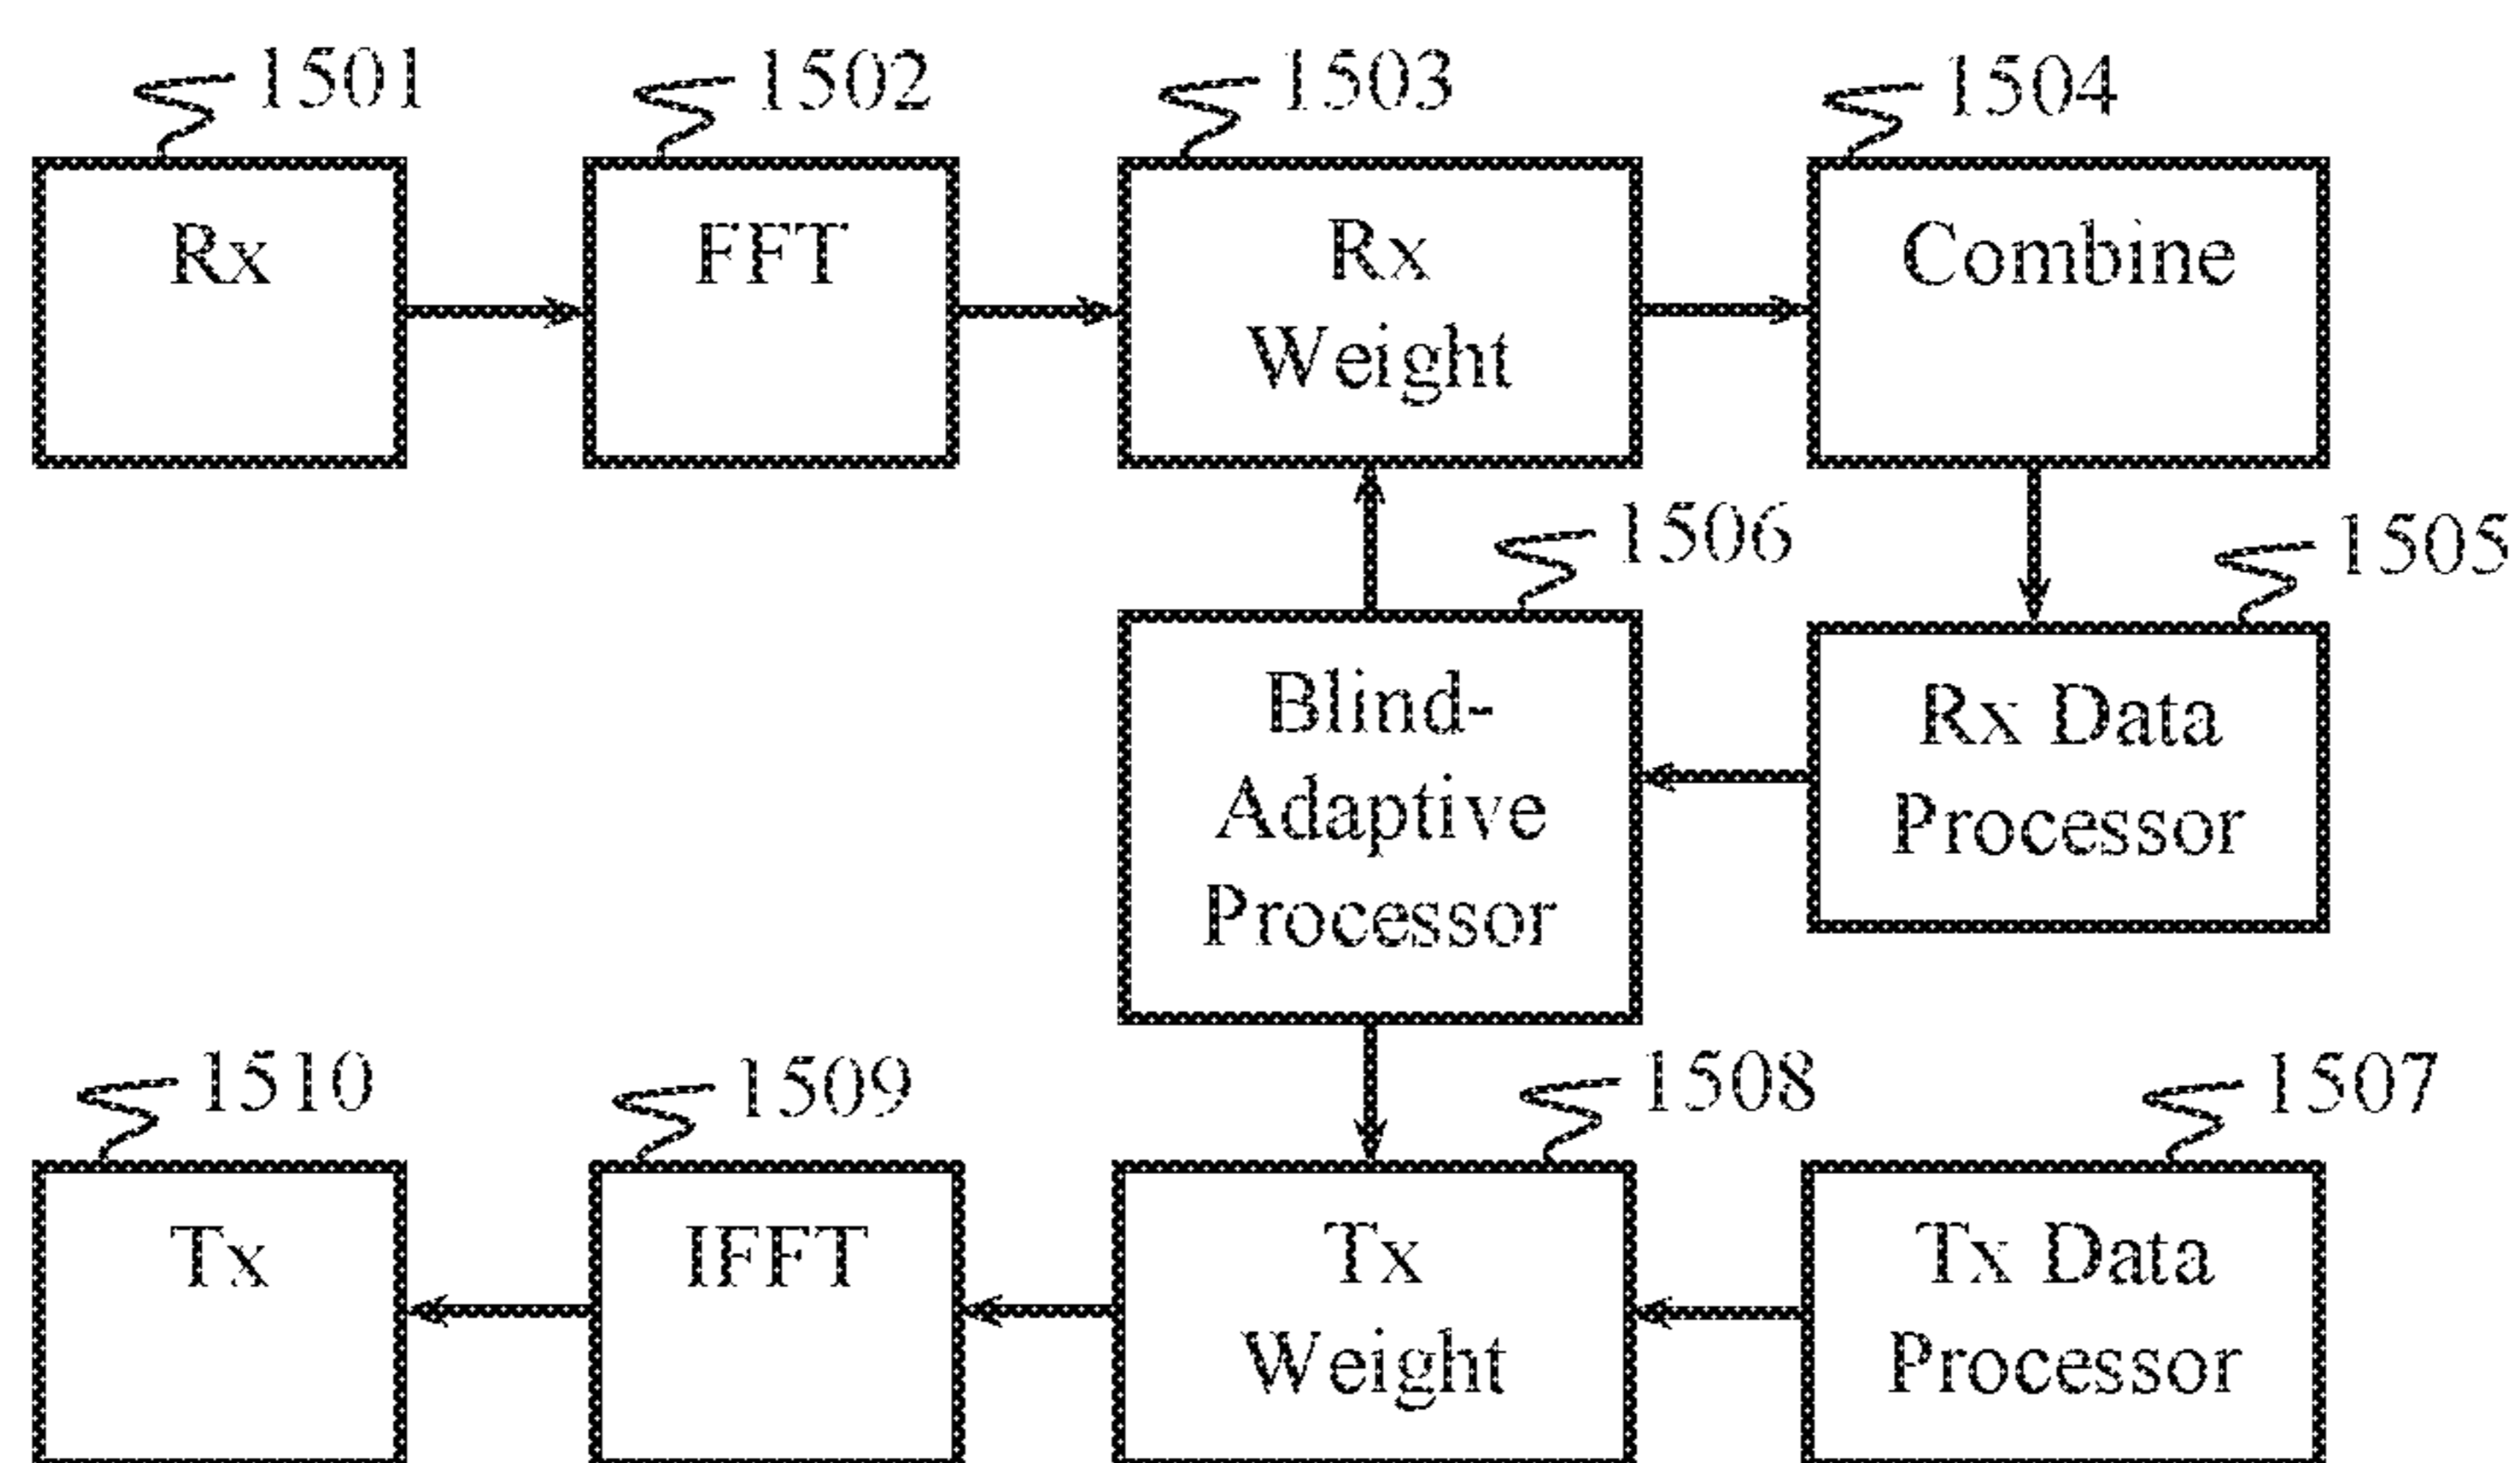 1501
1502
1503
1504
Rx
FFT
Rx
Weight
Combine
1506
1505
Blind-
Adaptive
Processor
Rx Data
Processor
1510
1509
1508
1507
Tx
IFFT
Tx
Weight
Tx Data
Processor